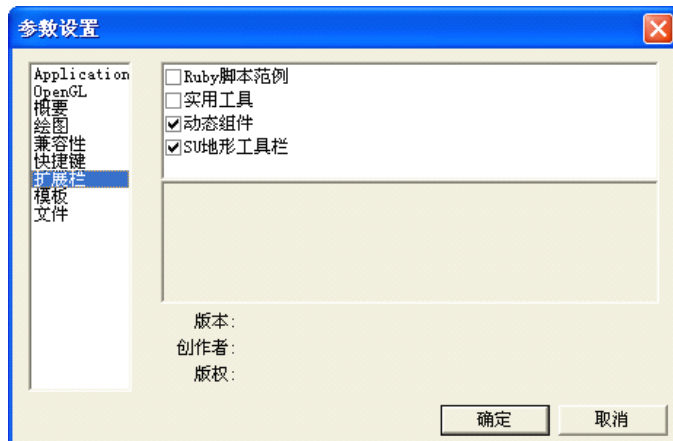 参数设置
Application
OpenGL
概要
绘图
兼容性
快捷键
扩展栏
模板
文件
Ruby脚本范例
实用工具
动态组件
SU地形工具栏
版本:
创作者:
版权:
确定
取消